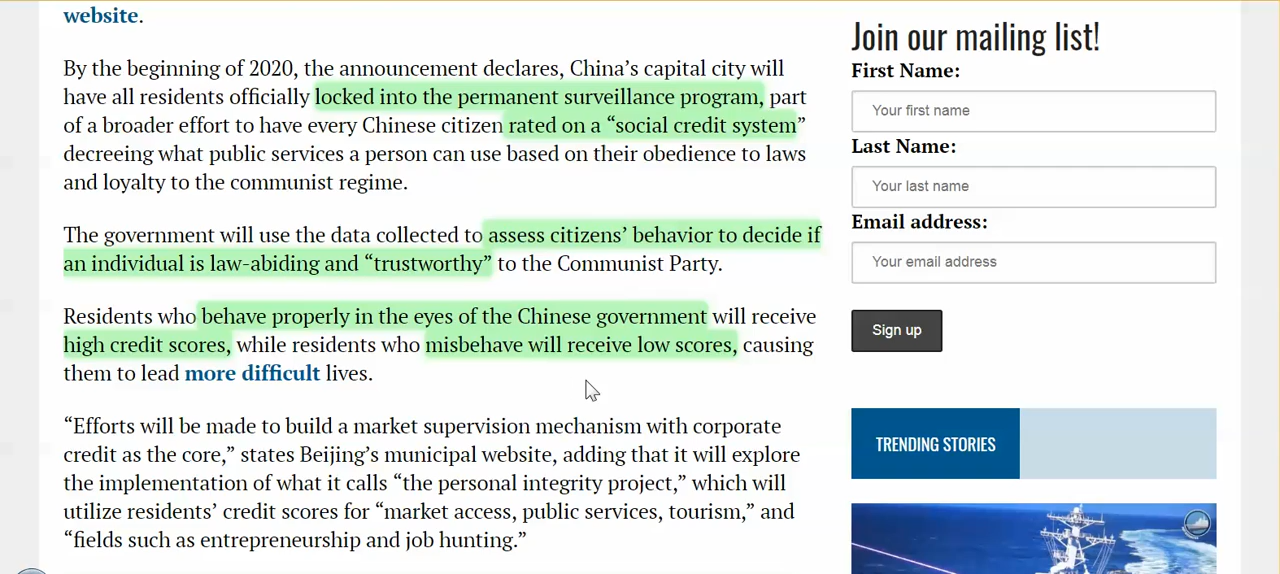 website.
By the beginning of 2020, the announcement declares, China’s capital city will
have all residents officially locked into the permanent surveillance program, part
of a broader effort to have every Chinese citizen rated on a “social credit system”
decreeing what public services a person can use based on their obedience to laws
and loyalty to the communist regime.
The government will use the data collected to assess citizens’ behavior to decide if
an individual is law-abiding and “trustworthy” to the Communist Party.
Residents who behave properly in the eyes of the Chinese government will receive
high credit scores, while residents who misbehave will receive low scores, causing
them to lead more difficult lives.
“Efforts will be made to build a market supervision mechanism with corporate
credit as the core,” states Beijing’s municipal website, adding that it will explore
the implementation of what it calls “the personal integrity project,” which will
utilize residents’ credit scores for “market access, public services, tourism,” and
“fields such as entrepreneurship and job hunting.”
Join our mailing list!
First Name:
Your first name
Last Name:
Your last name
Email address:
Your email address
Sign up
TRENDING STORIES